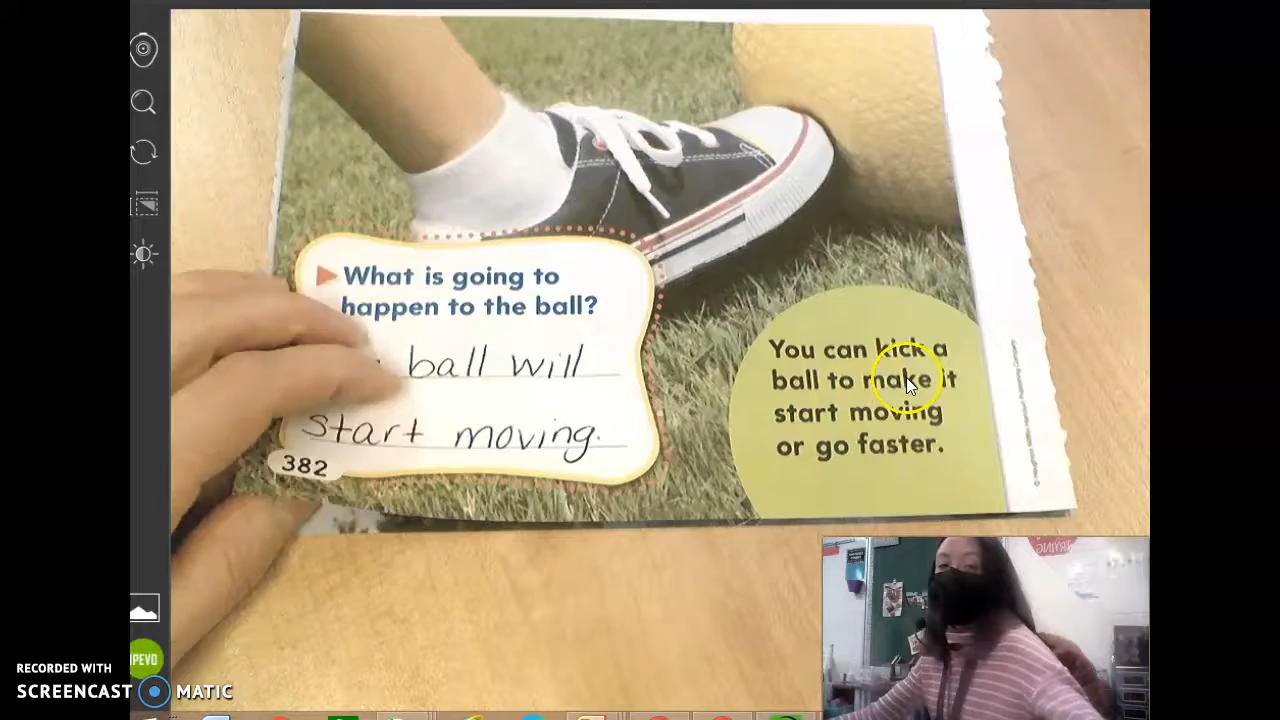 What is going to
happen to the ball?
ball will
start moving.
382
You can kick a
ball to make it
start moving
or go faster.
RECORDED WITH
SCREENCAST MATIC